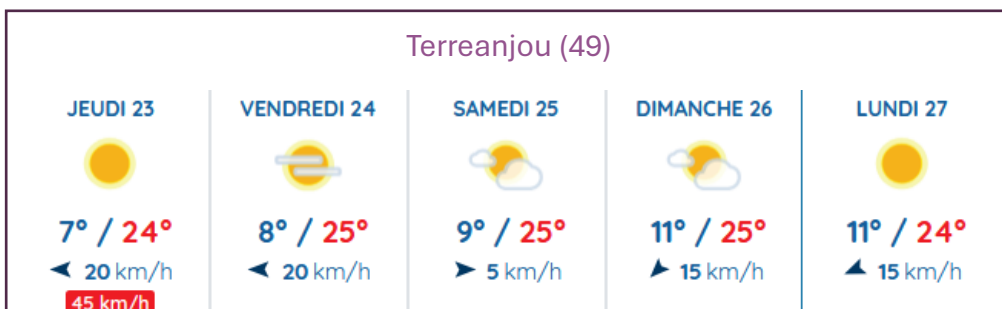 Terreanjou (49)
JEUDI 23 VENDREDI 24 SAMEDI 25 DIMANCHE 26 LUNDI 27
7° / 24° 8° / 25° 9° / 25° 11° / 25° 11° / 24°
20 km/h 20 km/h 5 km/h 15 km/h 15 km/h
45 km/h